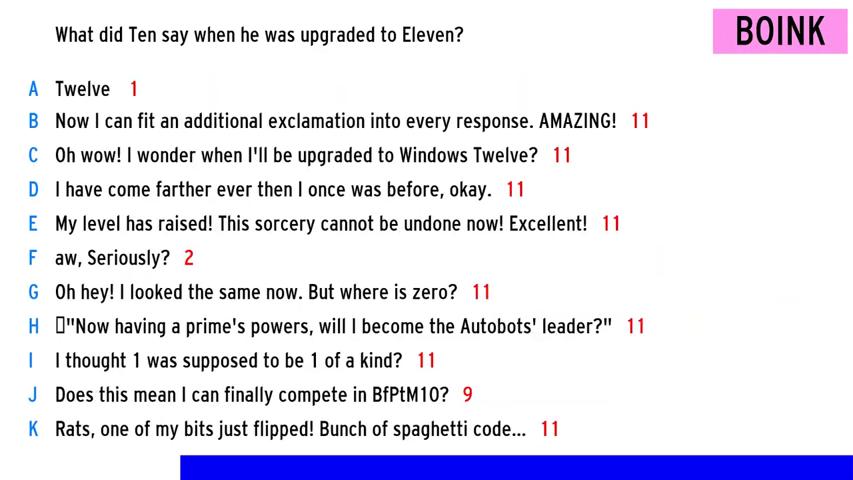 What did Ten say when he was upgraded to Eleven?
BOINK
A Twelve 1
B Now I can fit an additional exclamation into every response. AMAZING! 11
C Oh wow! I wonder when I'll be upgraded to Windows Twelve? 11
D I have come farther ever then I once was before, okay. 11
E My level has raised! This sorcery cannot be undone now! Excellent! 11
F aw, Seriously? 2
G Oh hey! I looked the same now. But where is zero? 11
H "Now having a prime's powers, will I become the Autobots' leader?" 11
I I thought 1 was supposed to be 1 of a kind? 11
J Does this mean I can finally compete in BfPtM10? 9
K Rats, one of my bits just flipped! Bunch of spaghetti code... 11